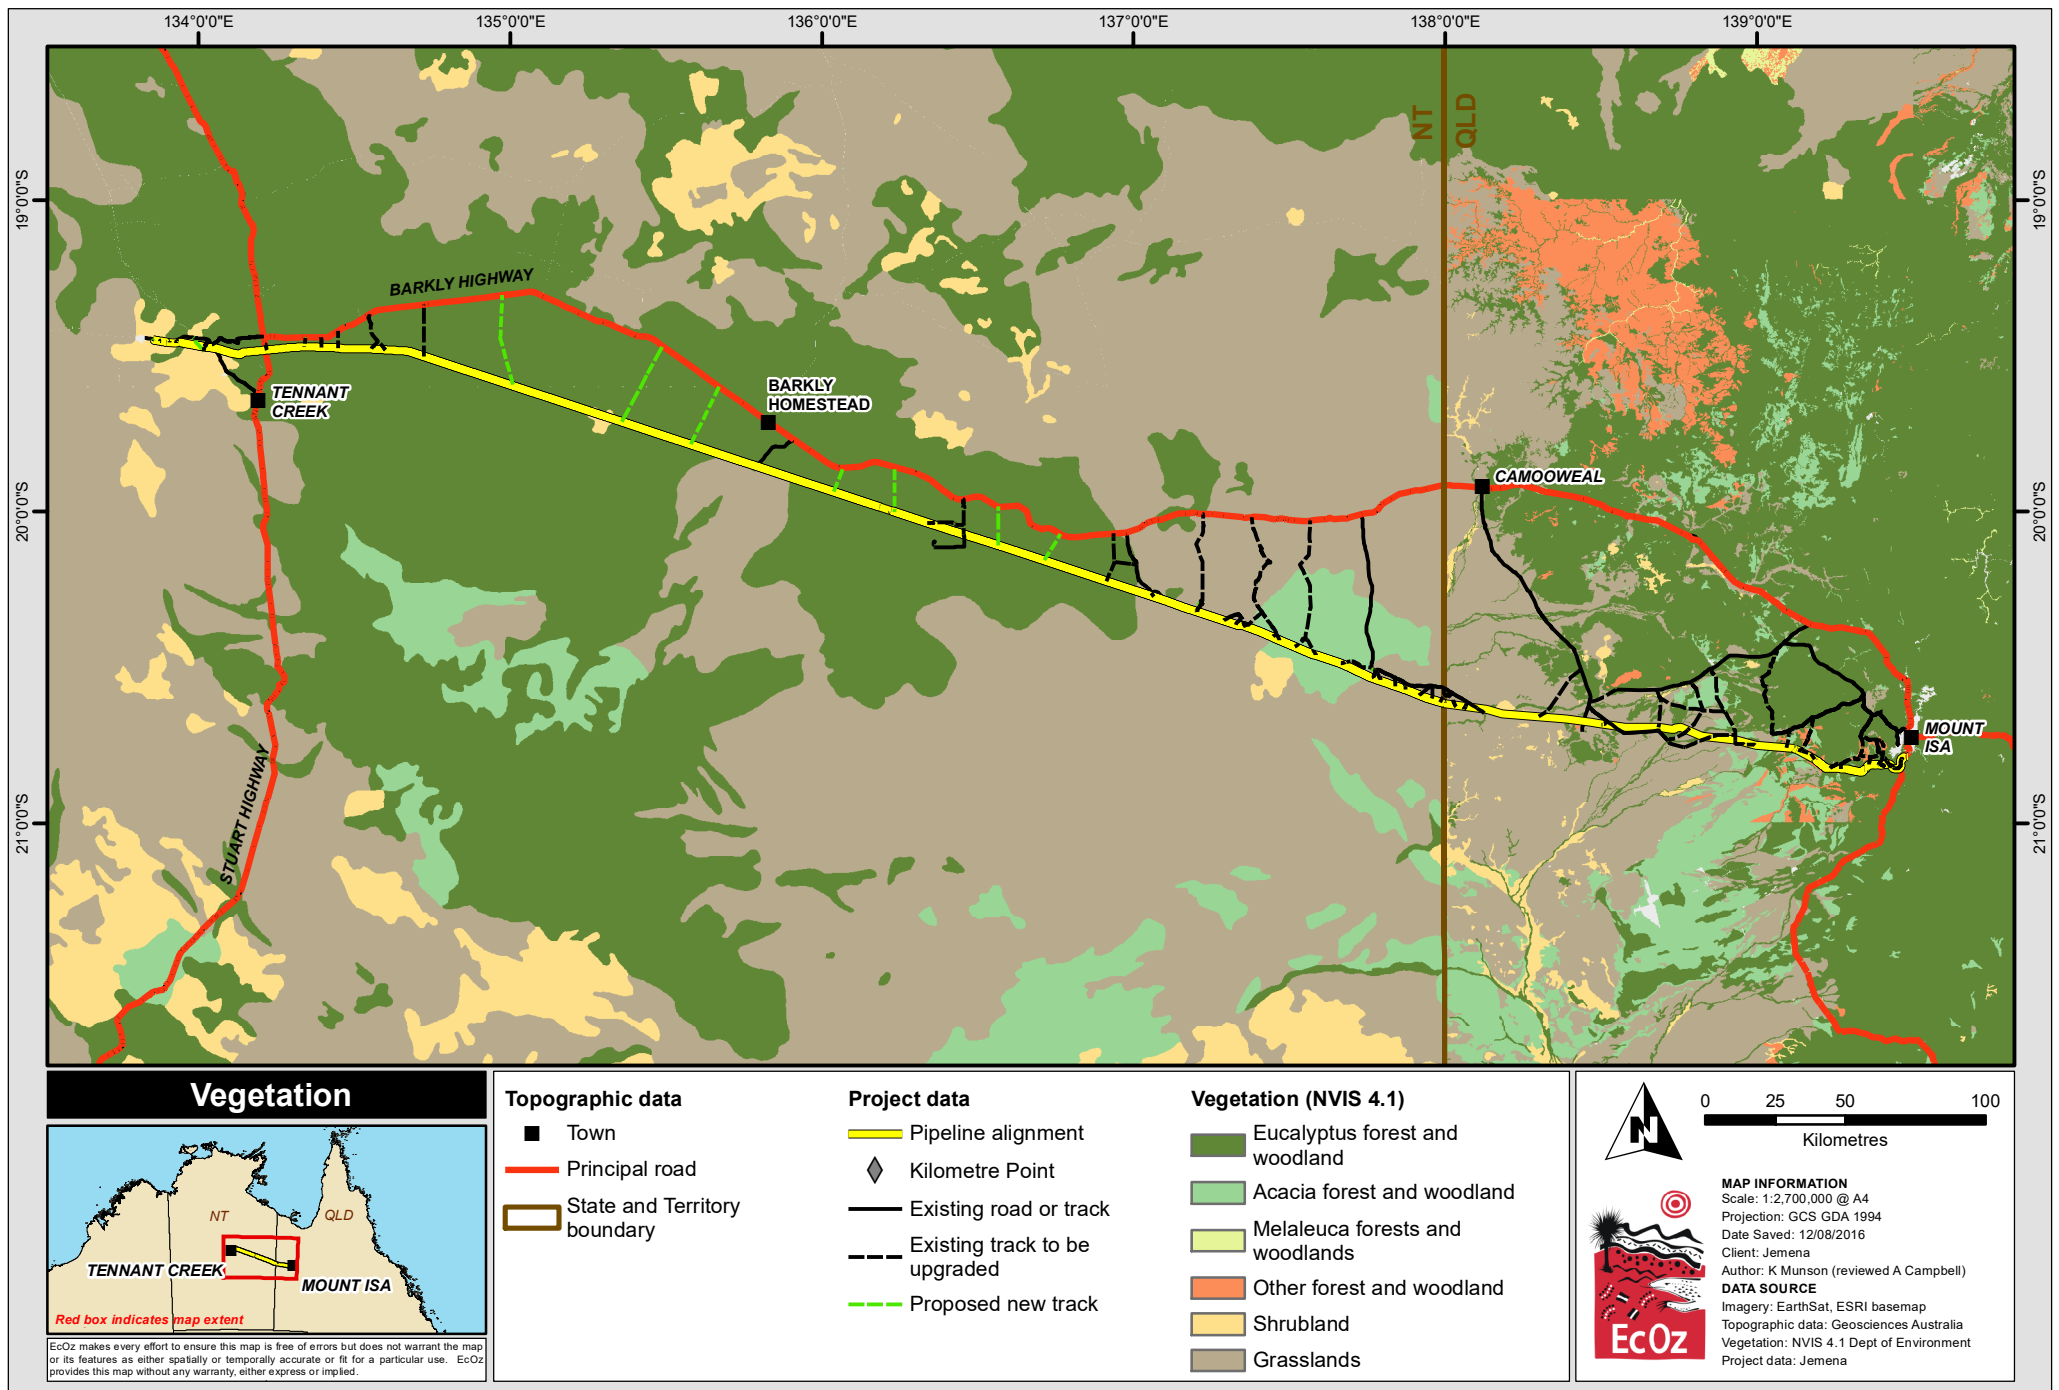 134°0'0"E 135°0'0"E 136°0'0"E 137°0'0"E 138°0'0"E 139°0'0"E
19°0'0"S
20°0'0"S
21°0'0"S
19°0'0"S
20°0'0"S
21°0'0"S
NT
QLD
BARKLY HIGHWAY
TENNANT
CREEK
BARKLY
HOMESTEAD
CAMOOWEAL
MOUNT
ISA
STUART HIGHWAY
Vegetation
NT
QLD
TENNANT CREEK
MOUNT ISA
Red box indicates map extent
EcOz makes every effort to ensure this map is free of errors but does not warrant the map
or its features as either spatially or temporally accurate or fit for a particular use. EcOz
provides this map without any warranty, either express or implied.
Topographic data
Town
Principal road
State and Territory
boundary
Project data
Pipeline alignment
Kilometre Point
Existing road or track
Existing track to be
upgraded
Proposed new track
Vegetation (NVIS 4.1)
Eucalyptus forest and
woodland
Acacia forest and woodland
Melaleuca forests and
woodlands
Other forest and woodland
Shrubland
Grasslands
N
0 25 50 100
Kilometres
EcOz
MAP INFORMATION
Scale: 1:2,700,000 @ A4
Projection: GCS GDA 1994
Date Saved: 12/08/2016
Client: Jemena
Author: K Munson (reviewed A Campbell)
DATA SOURCE
Imagery: EarthSat, ESRI basemap
Topographic data: Geosciences Australia
Vegetation: NVIS 4.1 Dept of Environment
Project data: Jemena